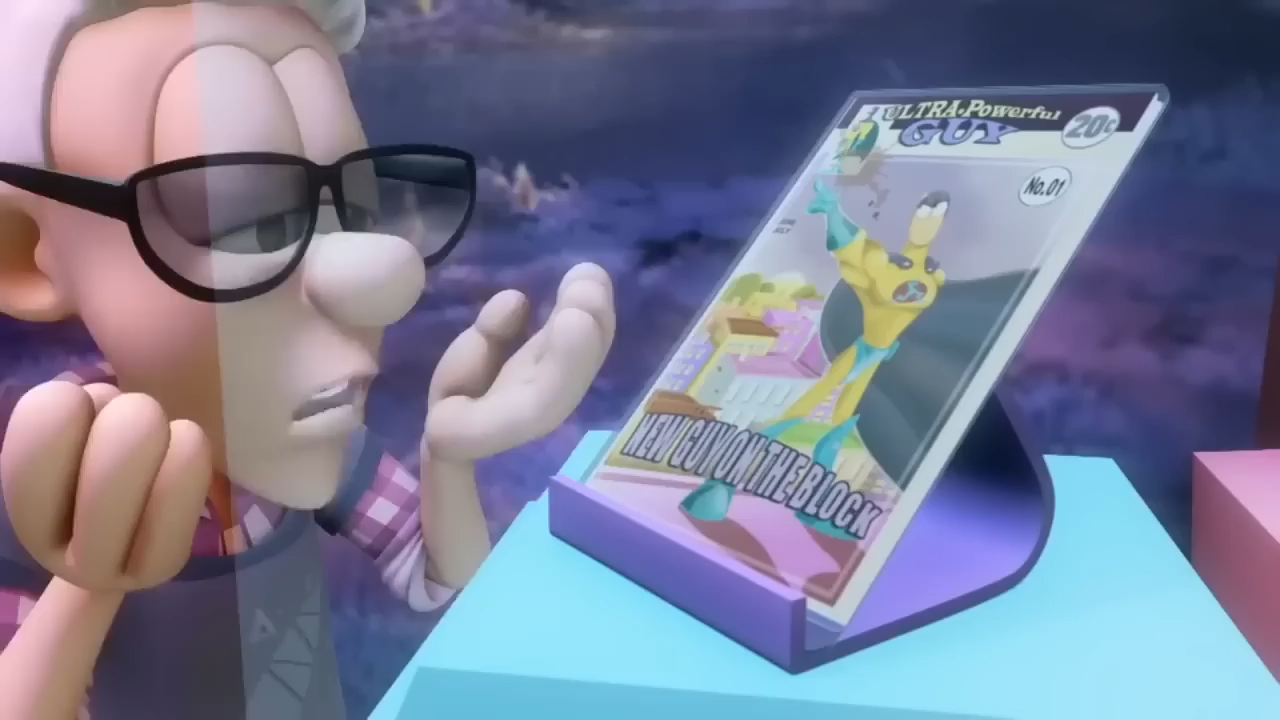 ULTRA•Powerful
GUY
20¢
No.01
NEW GUY ON THE BLOCK